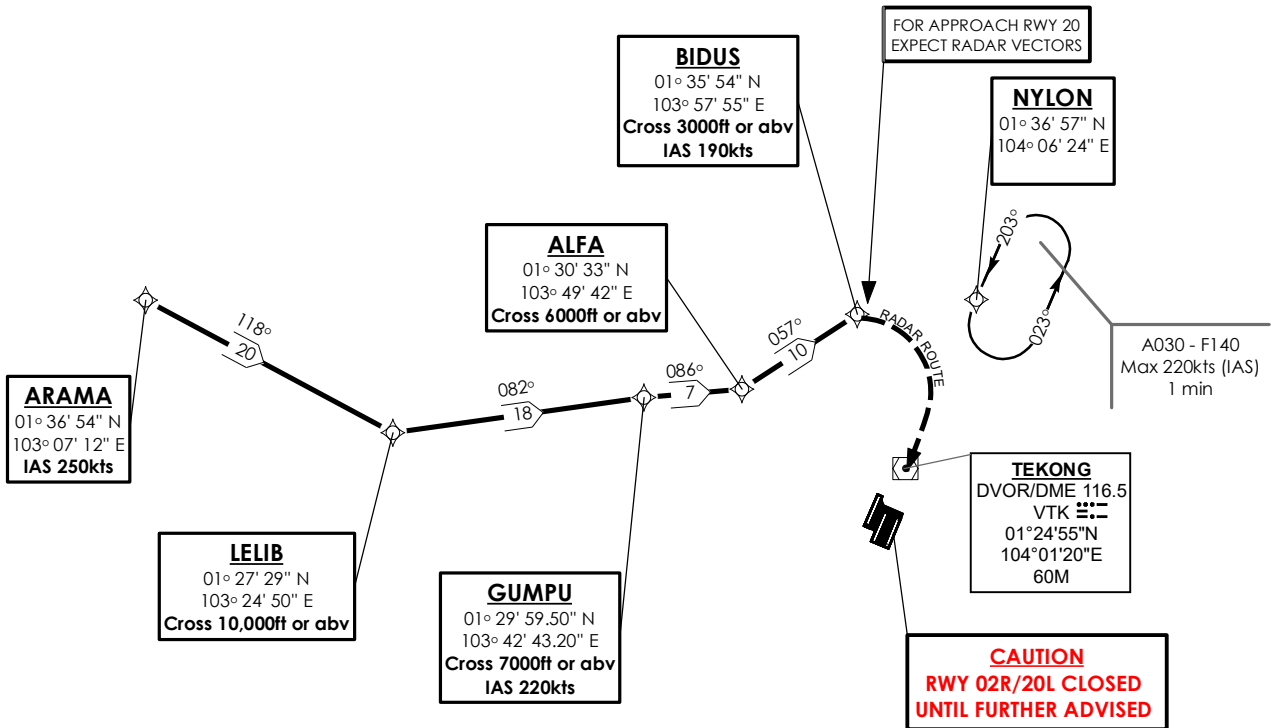 FOR APPROACH RWY 20
EXPECT RADAR VECTORS
BIDUS
01° 35' 54" N
103° 57' 55" E
Cross 3000ft or abv
IAS 190kts
NYLON
01° 36' 57" N
104° 06' 24" E
ALFA
01° 30' 33" N
103° 49' 42" E
Cross 6000ft or abv
203°
023°
A030 - F140
Max 220kts (IAS)
1 min
118°
20
082°
18
086°
7
057°
10
RADAR ROUTE
ARAMA
01° 36' 54" N
103° 07' 12" E
IAS 250kts
TEKONG
DVOR/DME 116.5
VTK
01°24'55"N
104°01'20"E
60M
LELIB
01° 27' 29" N
103° 24' 50" E
Cross 10,000ft or abv
GUMPU
01° 29' 59.50" N
103° 42' 43.20" E
Cross 7000ft or abv
IAS 220kts
CAUTION
RWY 02R/20L CLOSED
UNTIL FURTHER ADVISED